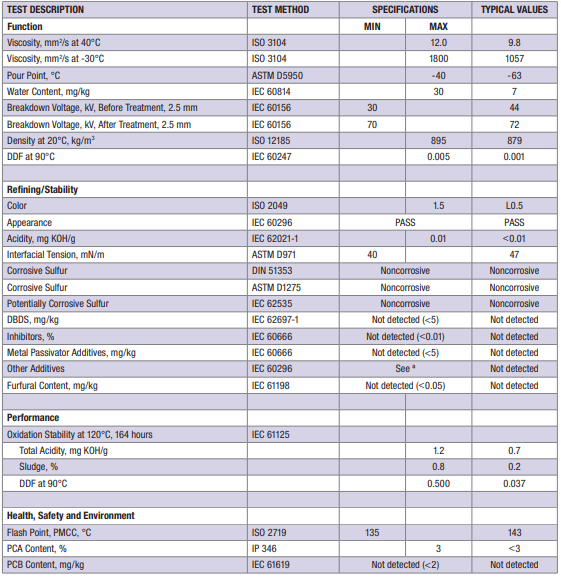 TEST DESCRIPTION TEST METHOD SPECIFICATIONS TYPICAL VALUES
Function MIN MAX
Viscosity, mm²/s at 40°C ISO 3104 12.0 9.8
Viscosity, mm²/s at -30°C ISO 3104 1800 1057
Pour Point, °C ASTM D5950 -40 -63
Water Content, mg/kg IEC 60814 30 7
Breakdown Voltage, kV, Before Treatment, 2.5 mm IEC 60156 30 44
Breakdown Voltage, kV, After Treatment, 2.5 mm IEC 60156 70 72
Density at 20°C, kg/m³ ISO 12185 895 879
DDF at 90°C IEC 60247 0.005 0.001
Refining/Stability
Color ISO 2049 1.5 L0.5
Appearance IEC 60296 PASS PASS
Acidity, mg KOH/g IEC 62021-1 0.01 <0.01
Interfacial Tension, mN/m ASTM D971 40 47
Corrosive Sulfur DIN 51353 Noncorrosive Noncorrosive
Corrosive Sulfur ASTM D1275 Noncorrosive Noncorrosive
Potentially Corrosive Sulfur IEC 62535 Noncorrosive Noncorrosive
DBDS, mg/kg IEC 62697-1 Not detected (<5) Not detected
Inhibitors, % IEC 60666 Not detected (<0.01) Not detected
Metal Passivator Additives, mg/kg IEC 60666 Not detected (<5) Not detected
Other Additives IEC 60296 See ª Not detected
Furfural Content, mg/kg IEC 61198 Not detected (<0.05) Not detected
Performance
Oxidation Stability at 120°C, 164 hours IEC 61125
Total Acidity, mg KOH/g 1.2 0.7
Sludge, % 0.8 0.2
DDF at 90°C 0.500 0.037
Health, Safety and Environment
Flash Point, PMCC, °C ISO 2719 135 143
PCA Content, % IP 346 3 <3
PCB Content, mg/kg IEC 61619 Not detected (<2) Not detected